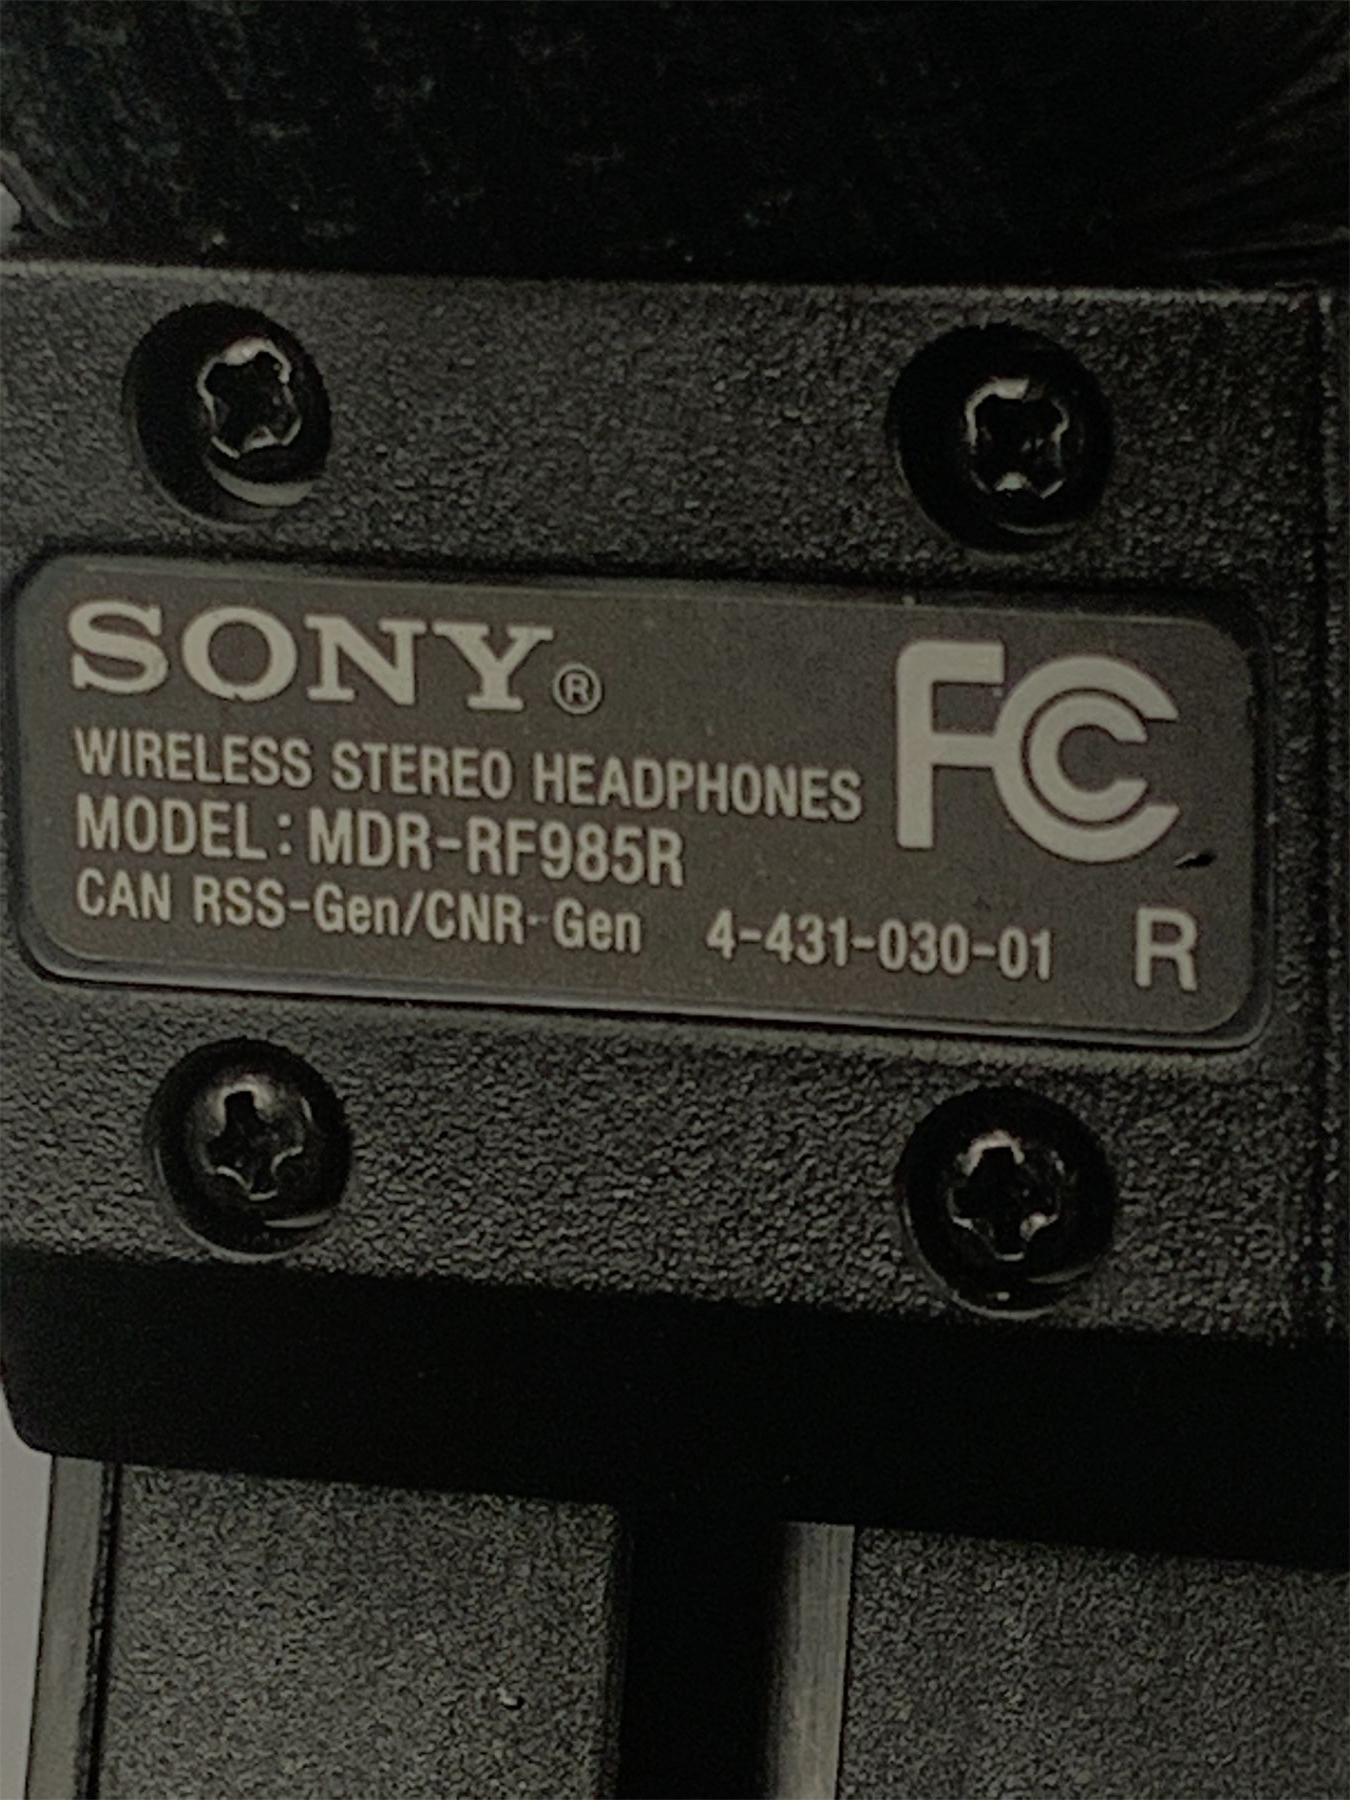 SONY®
FC
WIRELESS STEREO HEADPHONES
MODEL: MDR-RF985R
CAN RSS-Gen/CNR-Gen 4-431-030-01 R